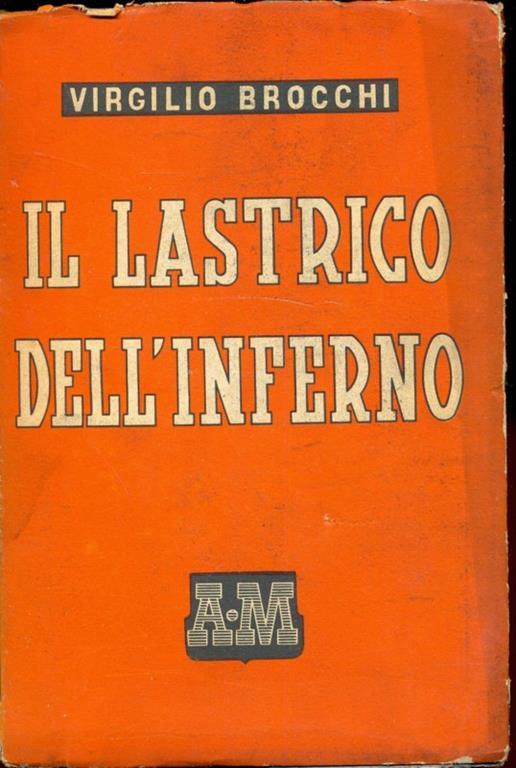 VIRGILIO BROCCHI
IL LASTRICO
DELL'INFERNO
A·M